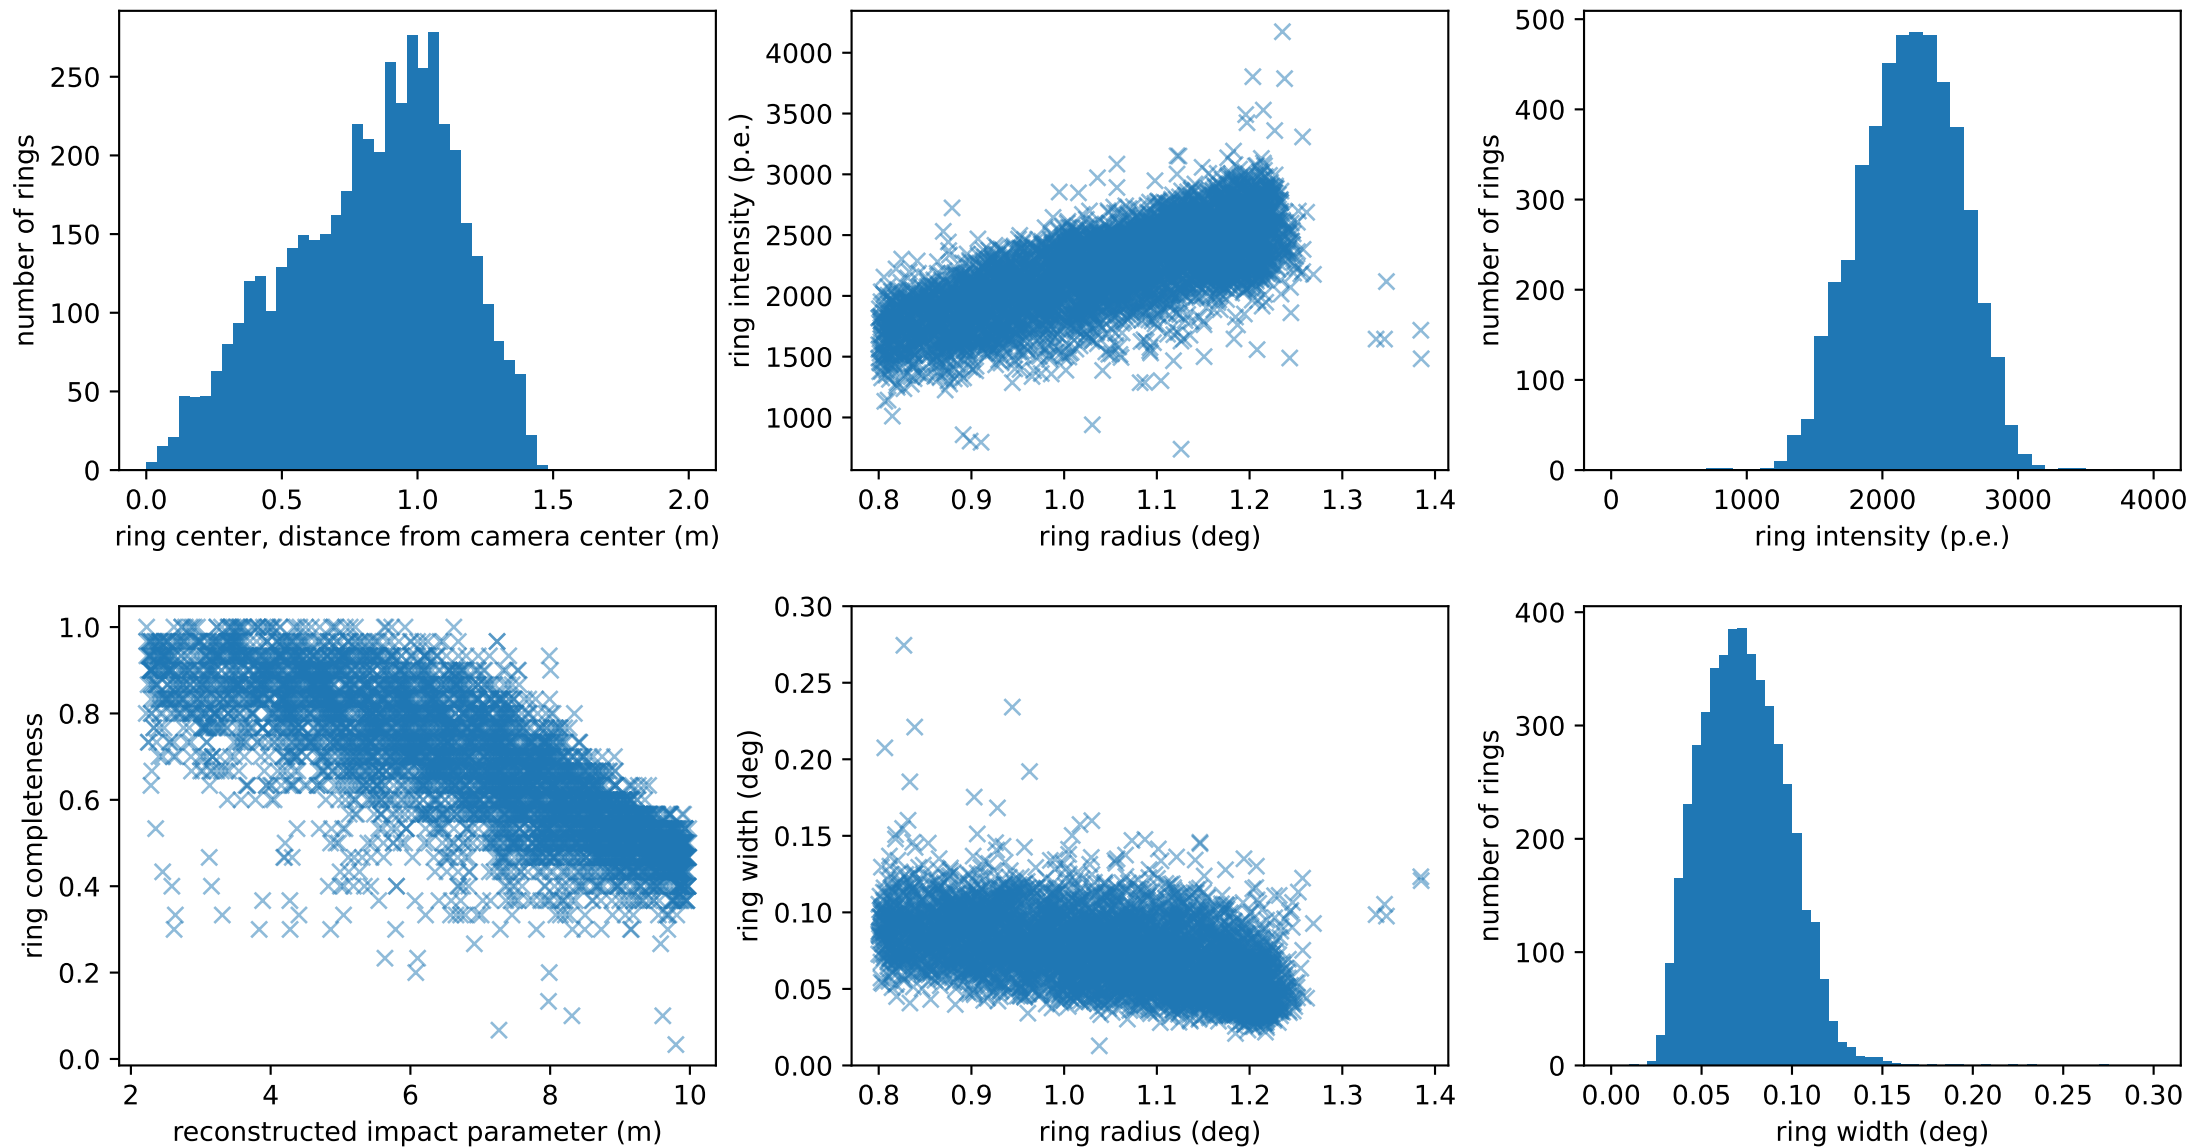 number of rings
250
200
150
100
50
0
0.0 0.5 1.0 1.5 2.0
ring center, distance from camera center (m)
ring intensity (p.e.)
4000
3500
3000
2500
2000
1500
1000
0.8 0.9 1.0 1.1 1.2 1.3 1.4
ring radius (deg)
number of rings
500
400
300
200
100
0
0 1000 2000 3000 4000
ring intensity (p.e.)
ring completeness
1.0
0.8
0.6
0.4
0.2
0.0
2 4 6 8 10
reconstructed impact parameter (m)
ring width (deg)
0.30
0.25
0.20
0.15
0.10
0.05
0.00
0.8 0.9 1.0 1.1 1.2 1.3 1.4
ring radius (deg)
number of rings
400
300
200
100
0
0.00 0.05 0.10 0.15 0.20 0.25 0.30
ring width (deg)